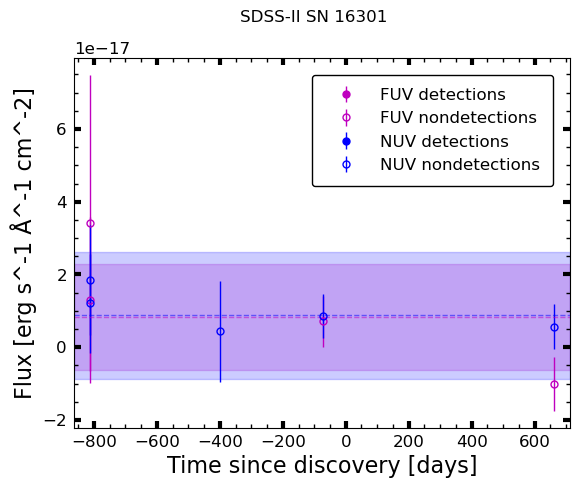 SDSS-II SN 16301
1e−17
FUV detections
FUV nondetections
NUV detections
NUV nondetections
6
4
2
0
−2
Flux [erg s^-1 Å^-1 cm^-2]
−800 −600 −400 −200 0 200 400 600
Time since discovery [days]